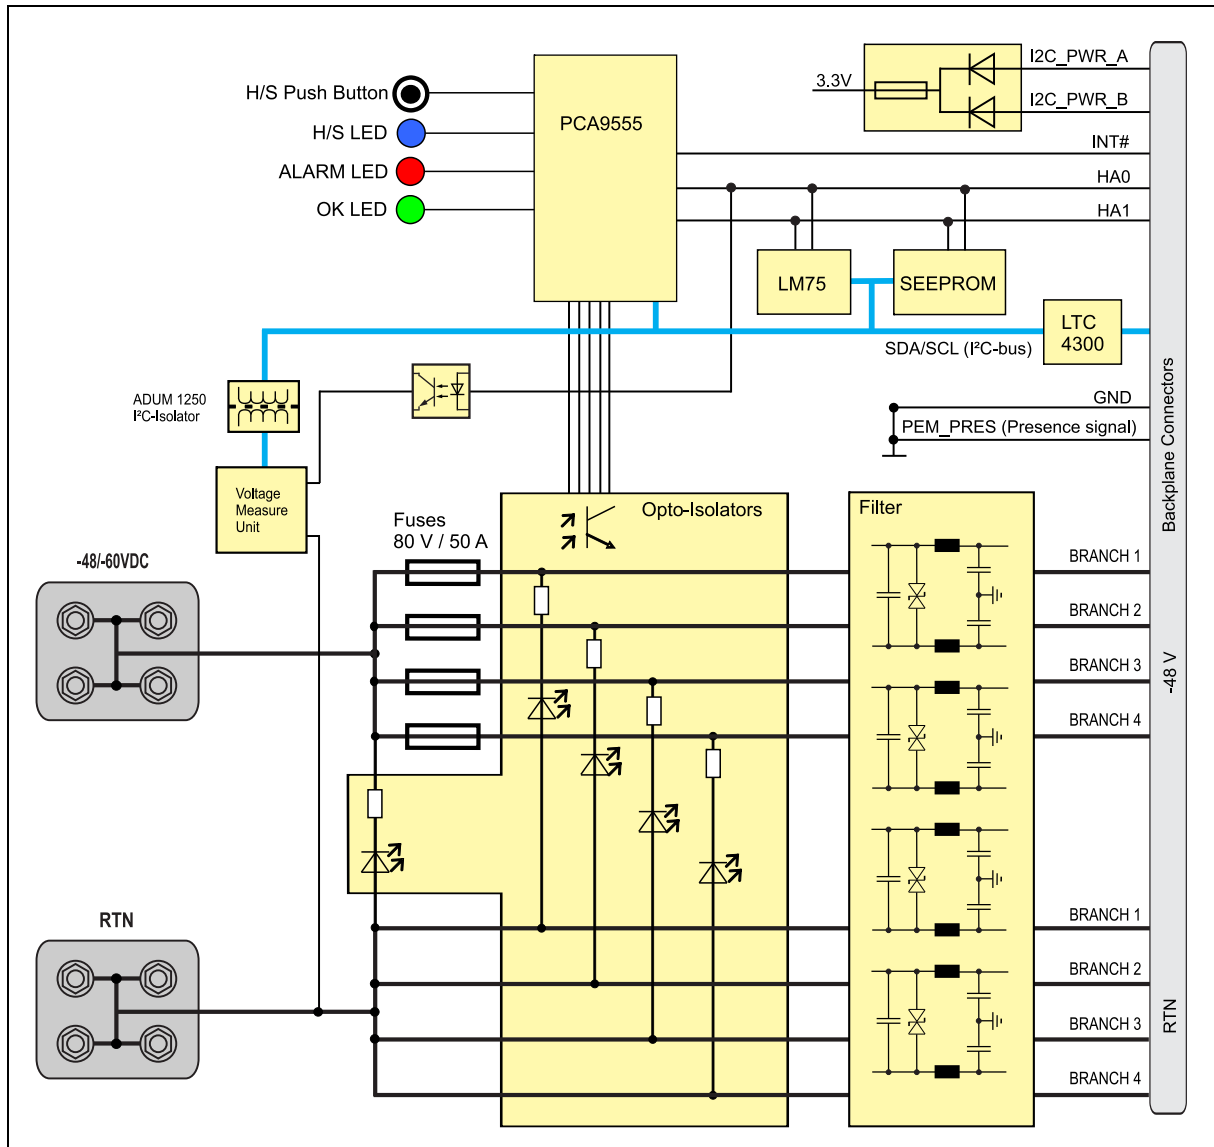 I2C_PWR_A
3.3V
I2C_PWR_B
H/S Push Button
H/S LED
ALARM LED
OK LED
PCA9555
INT#
HA0
HA1
LM75
SEEPROM
LTC
4300
SDA/SCL (I²C-bus)
ADUM 1250
I²C-Isolator
GND
PEM_PRES (Presence signal)
Backplane Connectors
Voltage
Measure
Unit
Fuses
80 V / 50 A
Opto-Isolators
Filter
-48/-60VDC
BRANCH 1
BRANCH 2
BRANCH 3
BRANCH 4
-48 V
RTN
BRANCH 1
BRANCH 2
BRANCH 3
BRANCH 4
RTN